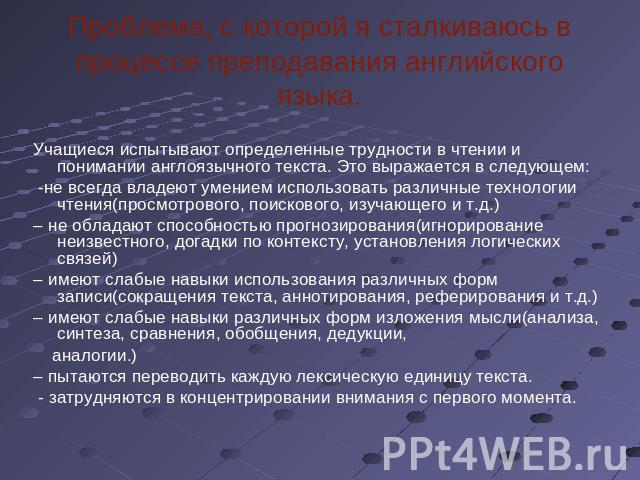 Проблема, с которой я сталкиваюсь в
процессе преподавания английского
языка.
Учащиеся испытывают определенные трудности в чтении и
понимании англоязычного текста. Это выражается в следующем:
-не всегда владеют умением использовать различные технологии
чтения(просмотрового, поискового, изучающего и т.д.)
– не обладают способностью прогнозирования(игнорирование
неизвестного, догадки по контексту, установления логических
связей)
– имеют слабые навыки использования различных форм
записи(сокращения текста, аннотирования, реферирования и т.д.)
– имеют слабые навыки различных форм изложения мысли(анализа,
синтеза, сравнения, обобщения, дедукции,
аналогии.)
– пытаются переводить каждую лексическую единицу текста.
- затрудняются в концентрировании внимания с первого момента.
PPt4WEB.ru